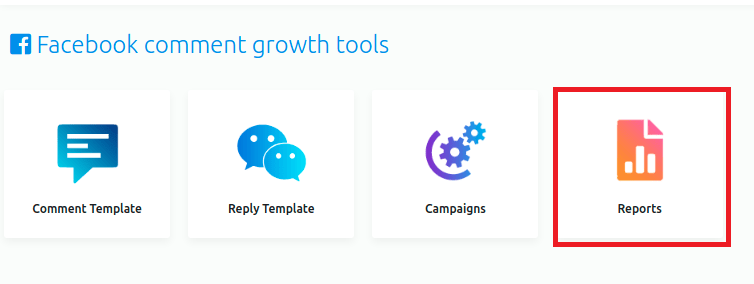 Facebook comment growth tools
Comment Template
Reply Template
Campaigns
Reports